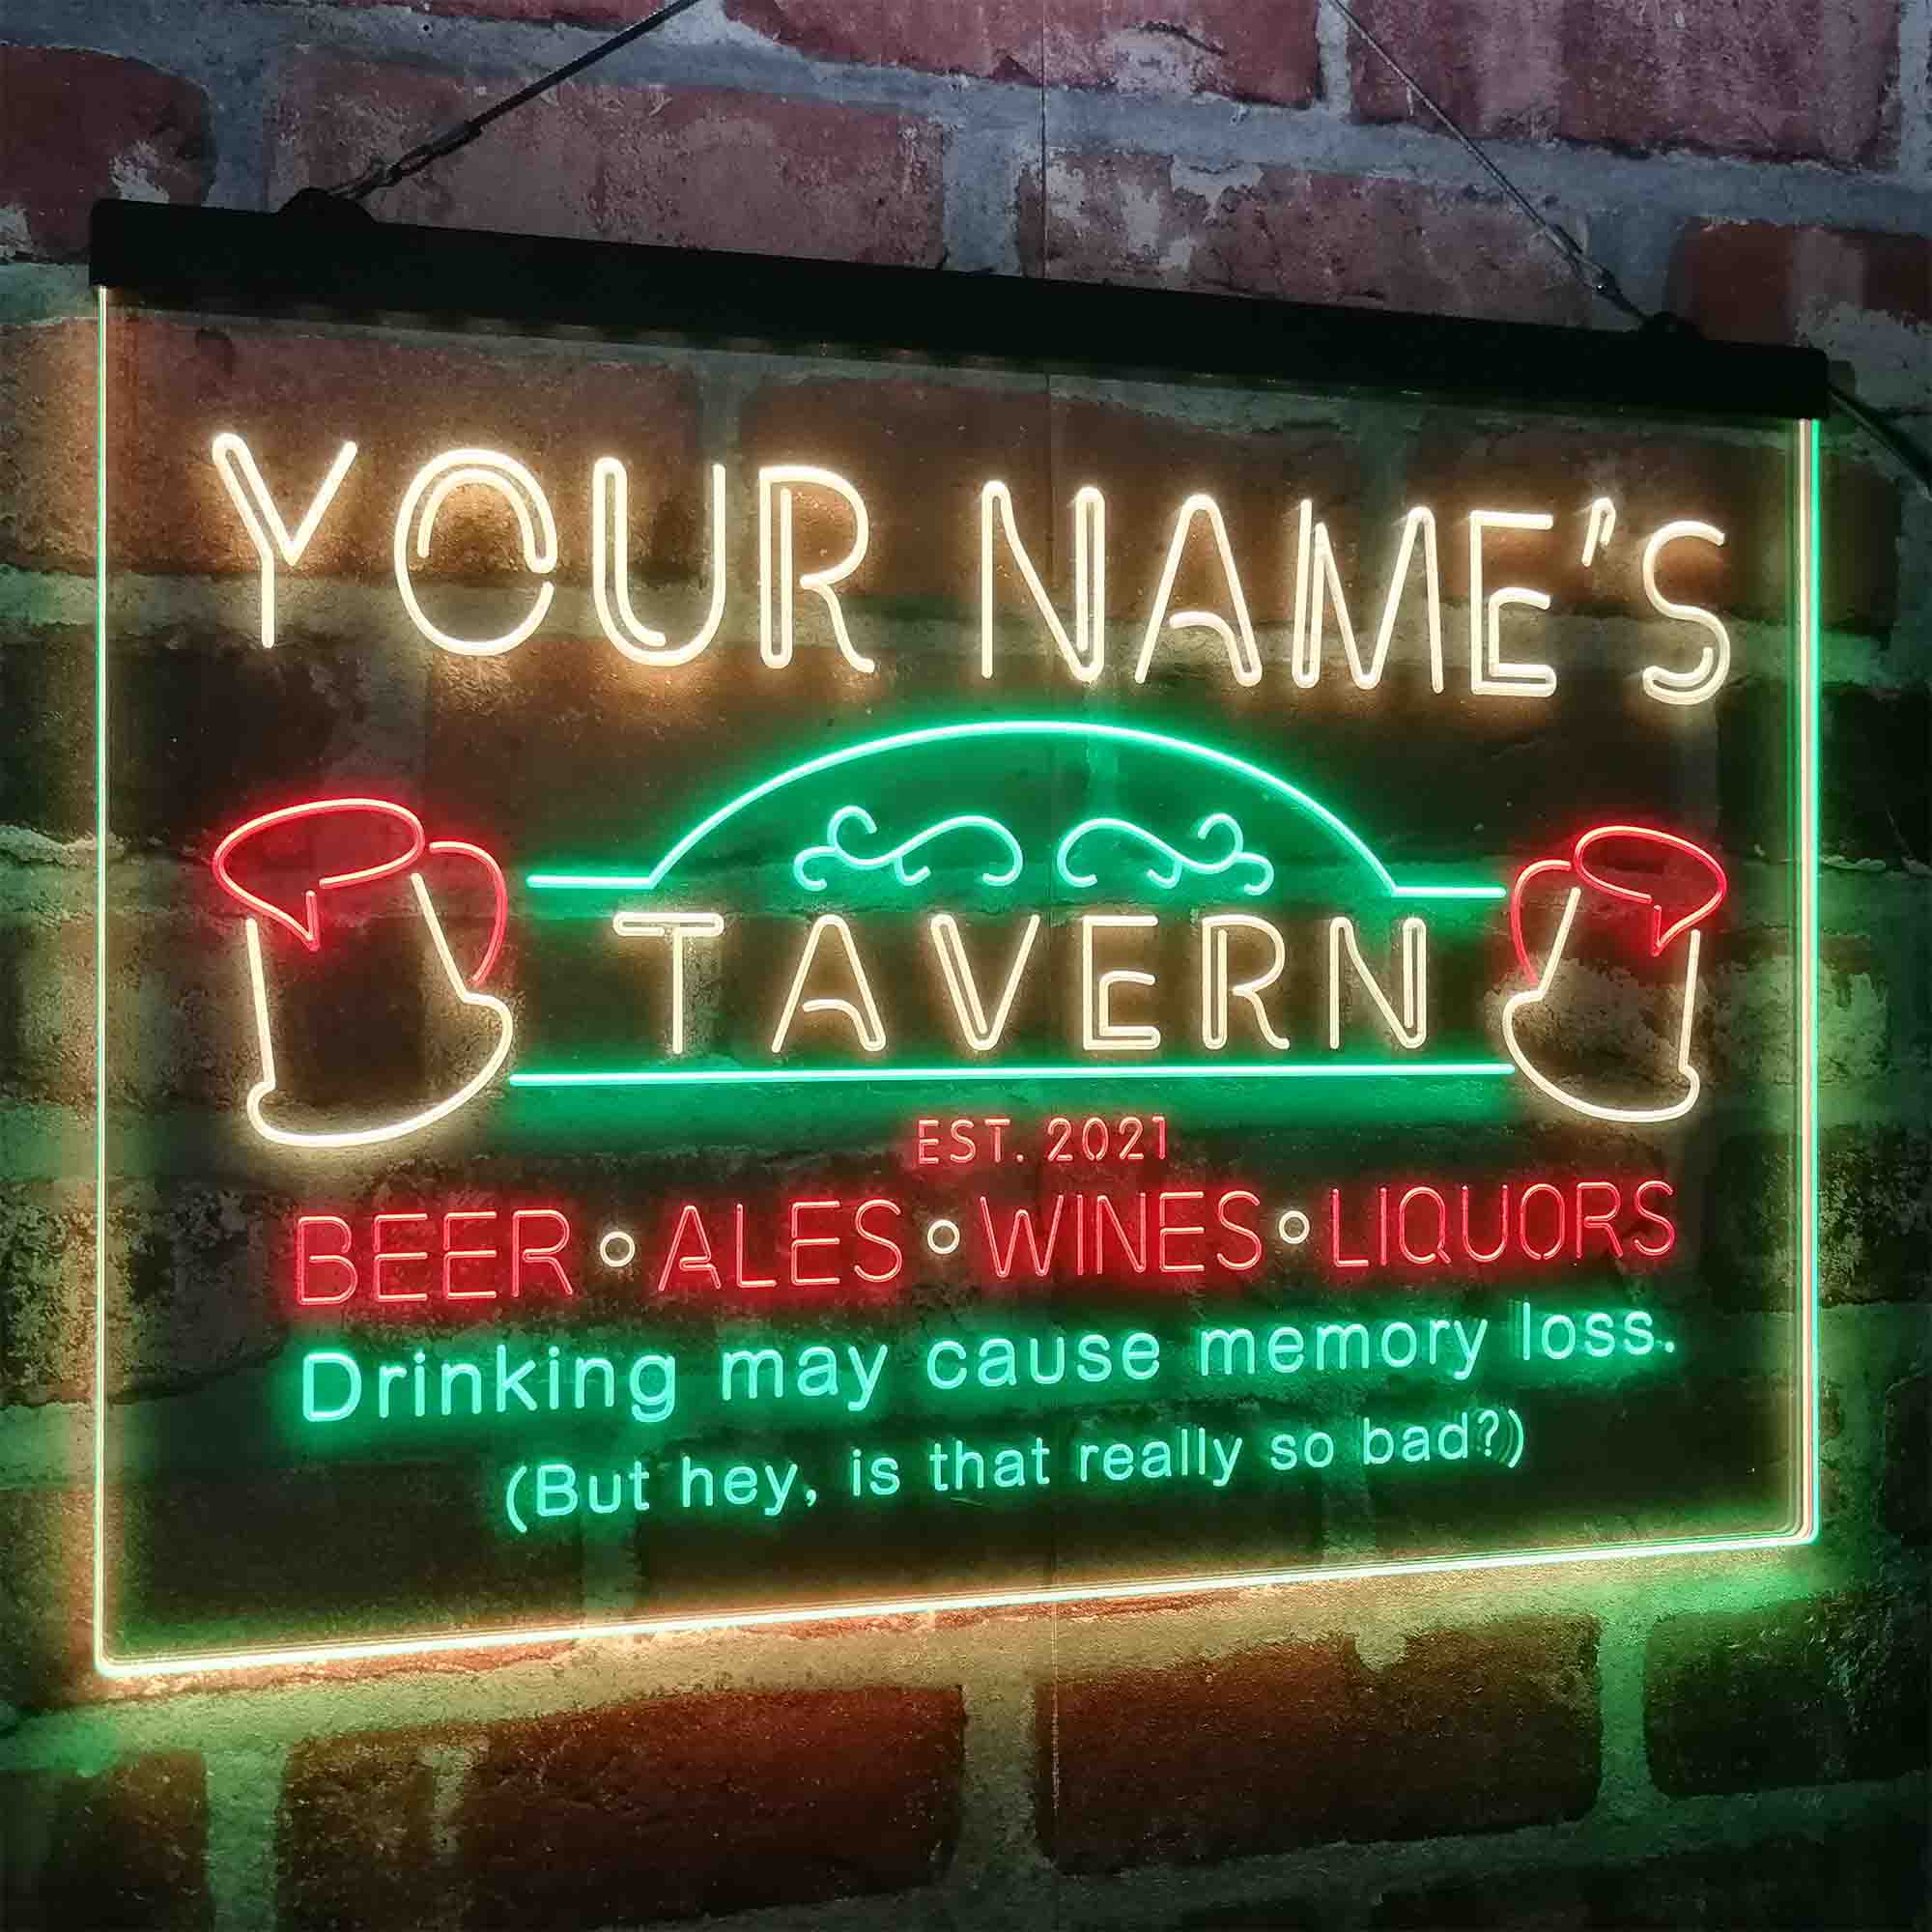 YOUR NAME'S
TAVERN
EST. 2021
BEER • ALES • WINES • LIQUORS
Drinking may cause memory loss.
(But hey, is that really so bad?)